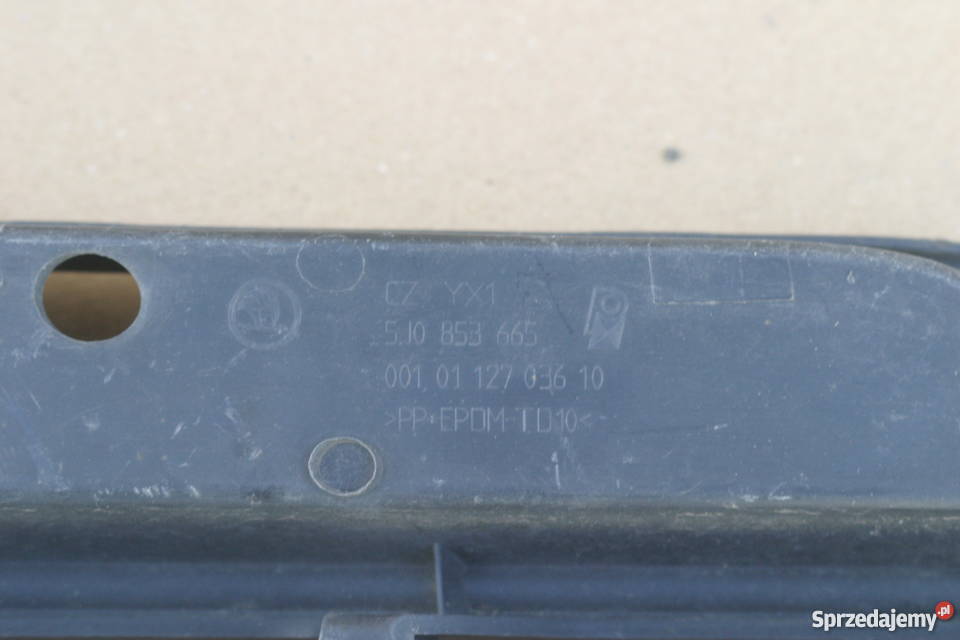 CZ YX1
5J0 853 665
001 01 127 036 10
>PP+EPDM-TD10<
Sprzedajemy.pl